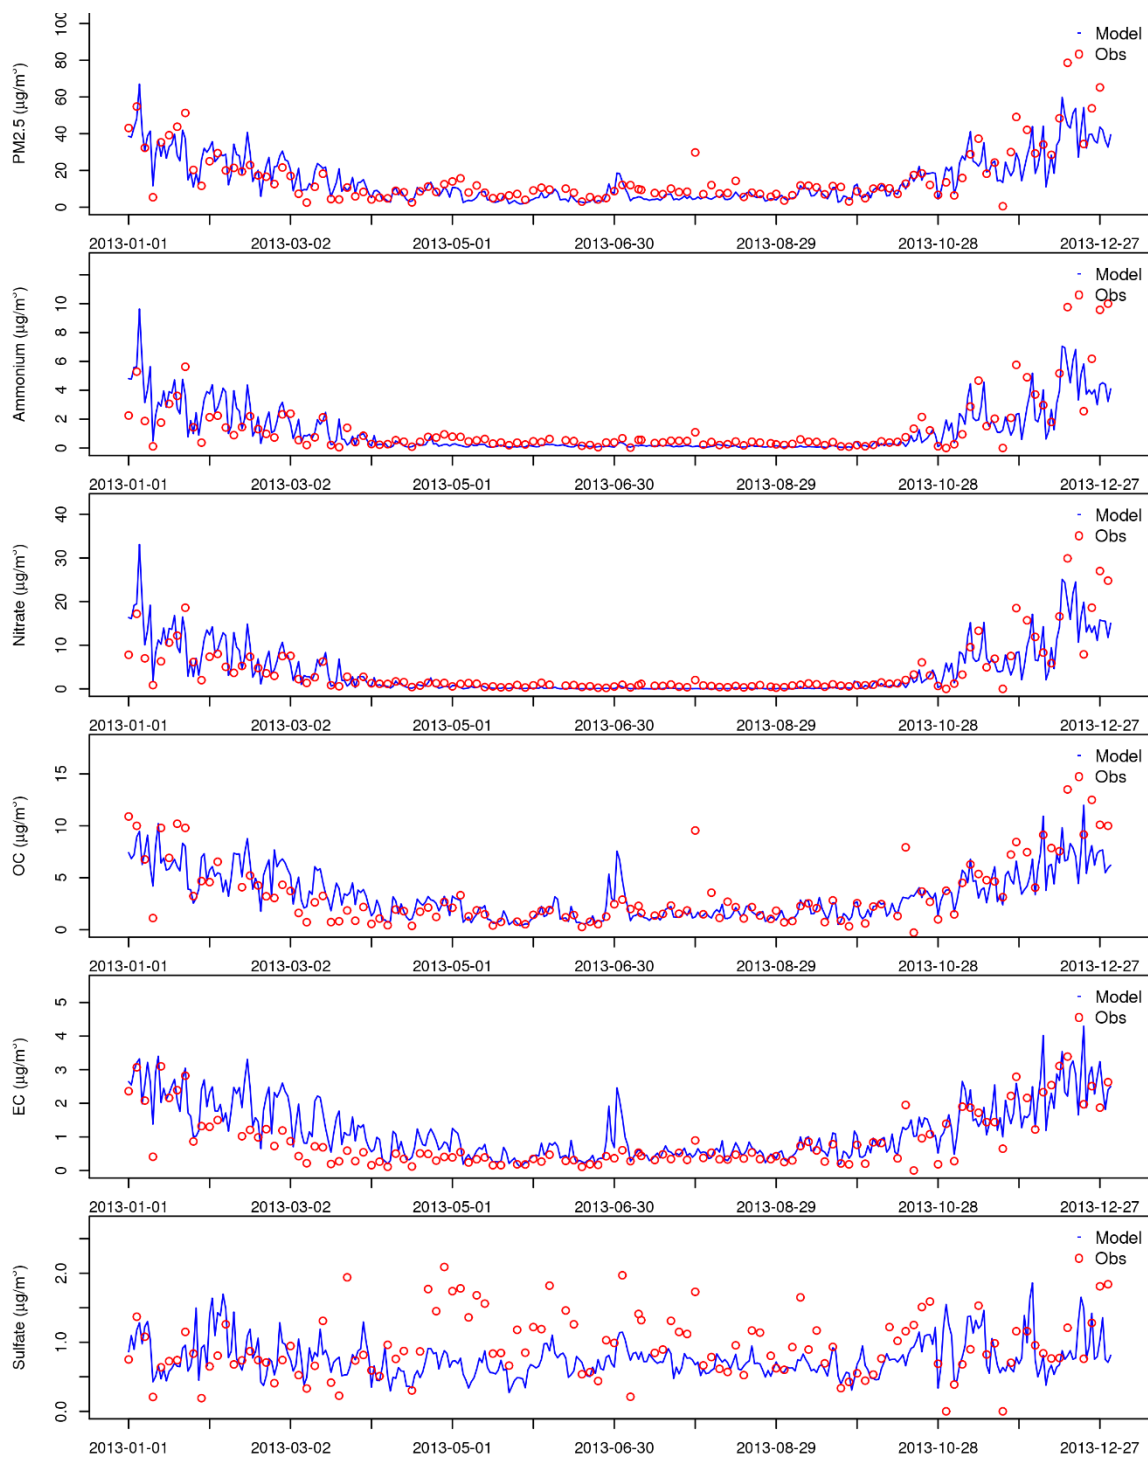 PM2.5 (µg/m³)
0 20 40 60 80
Model
Obs
2013-01-01 2013-03-02 2013-05-01 2013-06-30 2013-08-29 2013-10-28 2013-12-27
Ammonium (µg/m³)
0 2 4 6 8 10
Model
Obs
2013-01-01 2013-03-02 2013-05-01 2013-06-30 2013-08-29 2013-10-28 2013-12-27
Nitrate (µg/m³)
0 10 20 30 40
Model
Obs
2013-01-01 2013-03-02 2013-05-01 2013-06-30 2013-08-29 2013-10-28 2013-12-27
OC (µg/m³)
0 5 10 15
Model
Obs
2013-01-01 2013-03-02 2013-05-01 2013-06-30 2013-08-29 2013-10-28 2013-12-27
EC (µg/m³)
0 1 2 3 4 5
Model
Obs
2013-01-01 2013-03-02 2013-05-01 2013-06-30 2013-08-29 2013-10-28 2013-12-27
Sulfate (µg/m³)
0.0 1.0 2.0
Model
Obs
2013-01-01 2013-03-02 2013-05-01 2013-06-30 2013-08-29 2013-10-28 2013-12-27